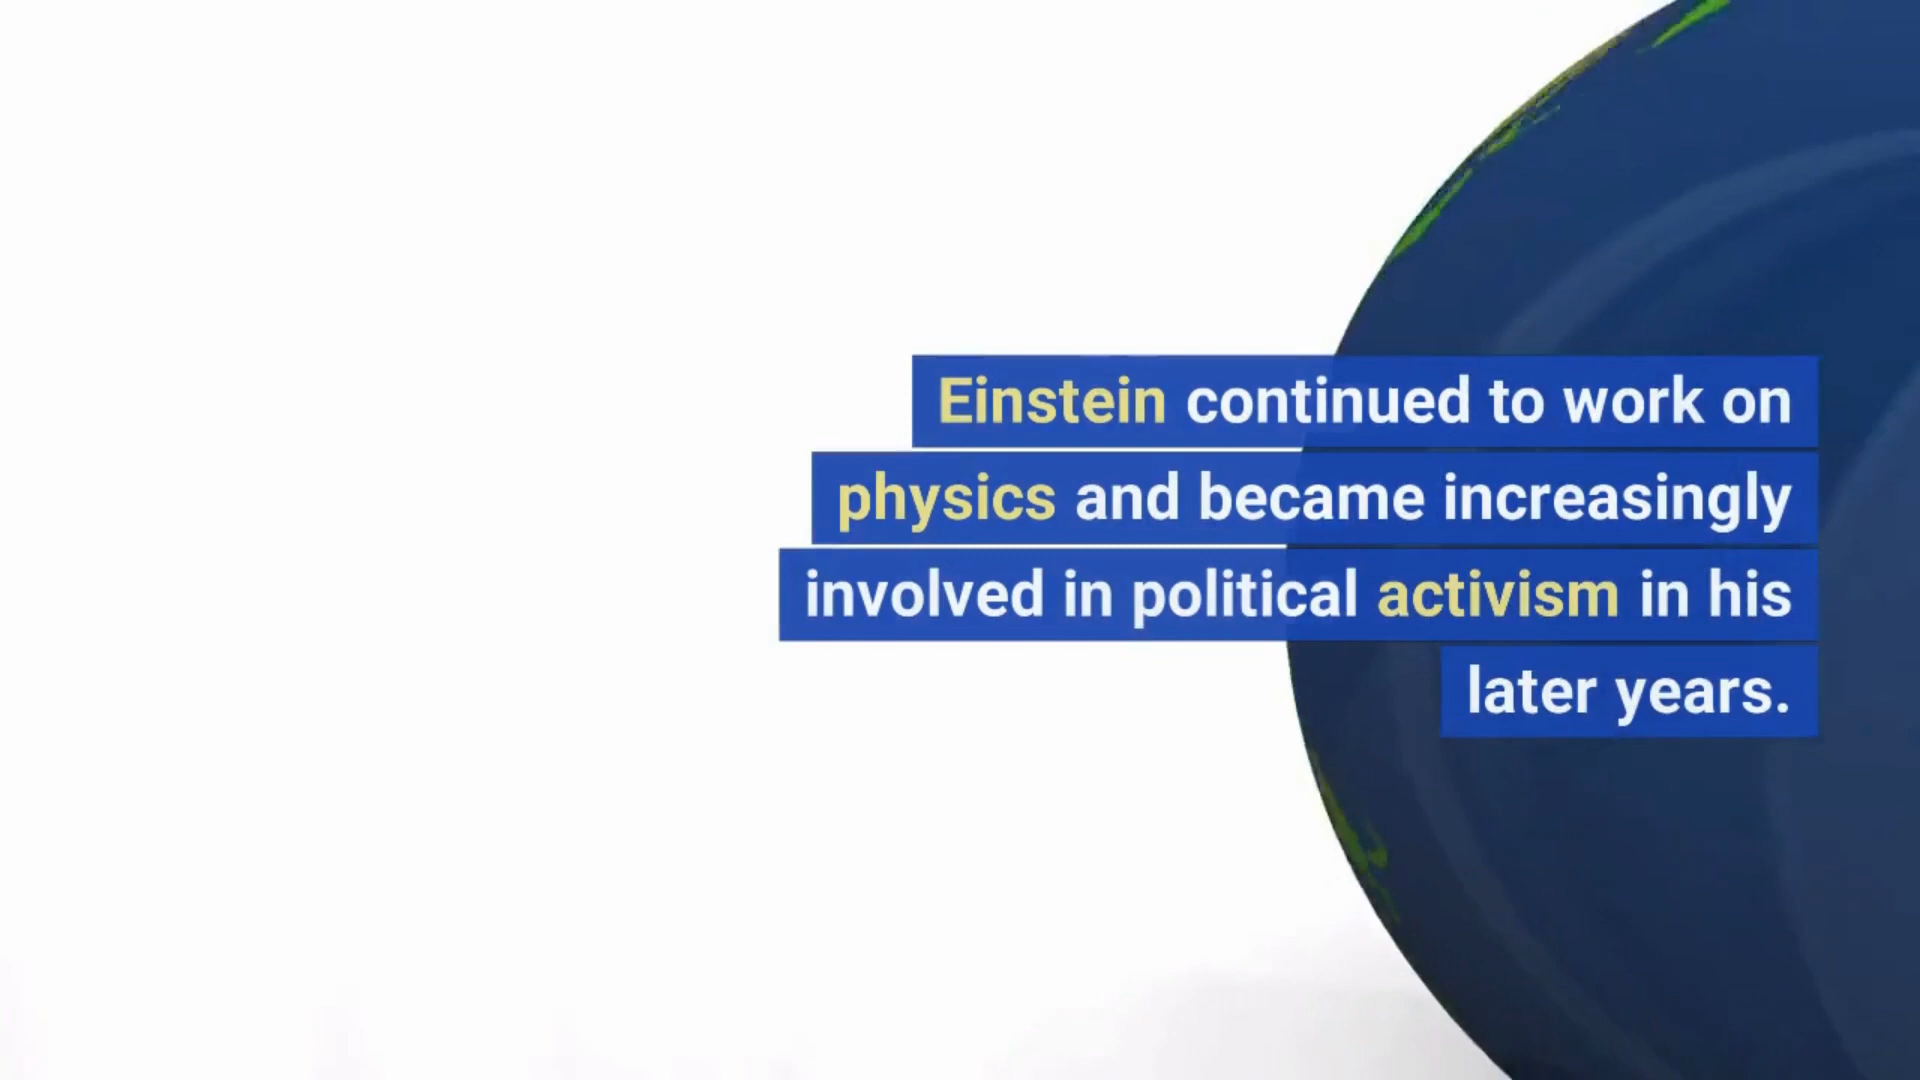 Einstein continued to work on
physics and became increasingly
involved in political activism in his
later years.